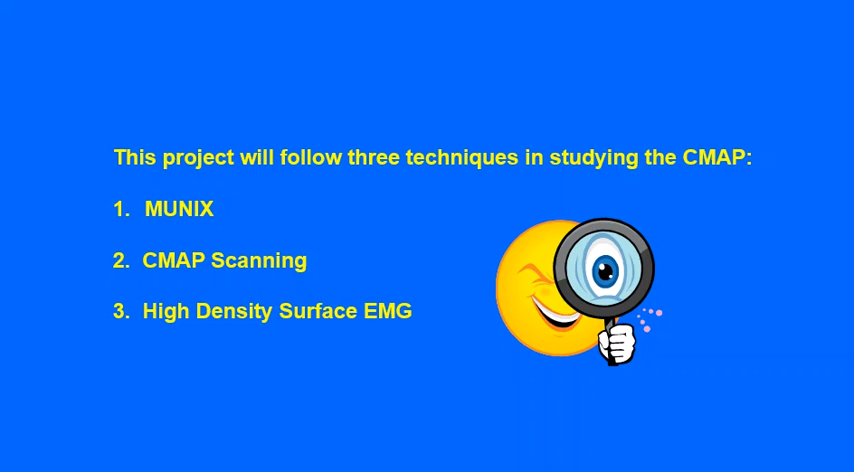 This project will follow three techniques in studying the CMAP:
1. MUNIX
2. CMAP Scanning
3. High Density Surface EMG